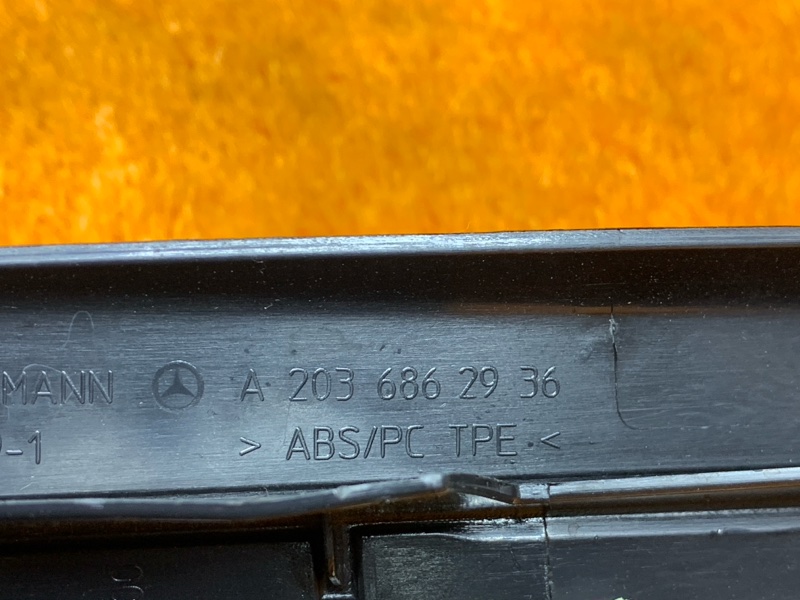 MANN A 203 686 29 36
-1 > ABS/PC TPE <